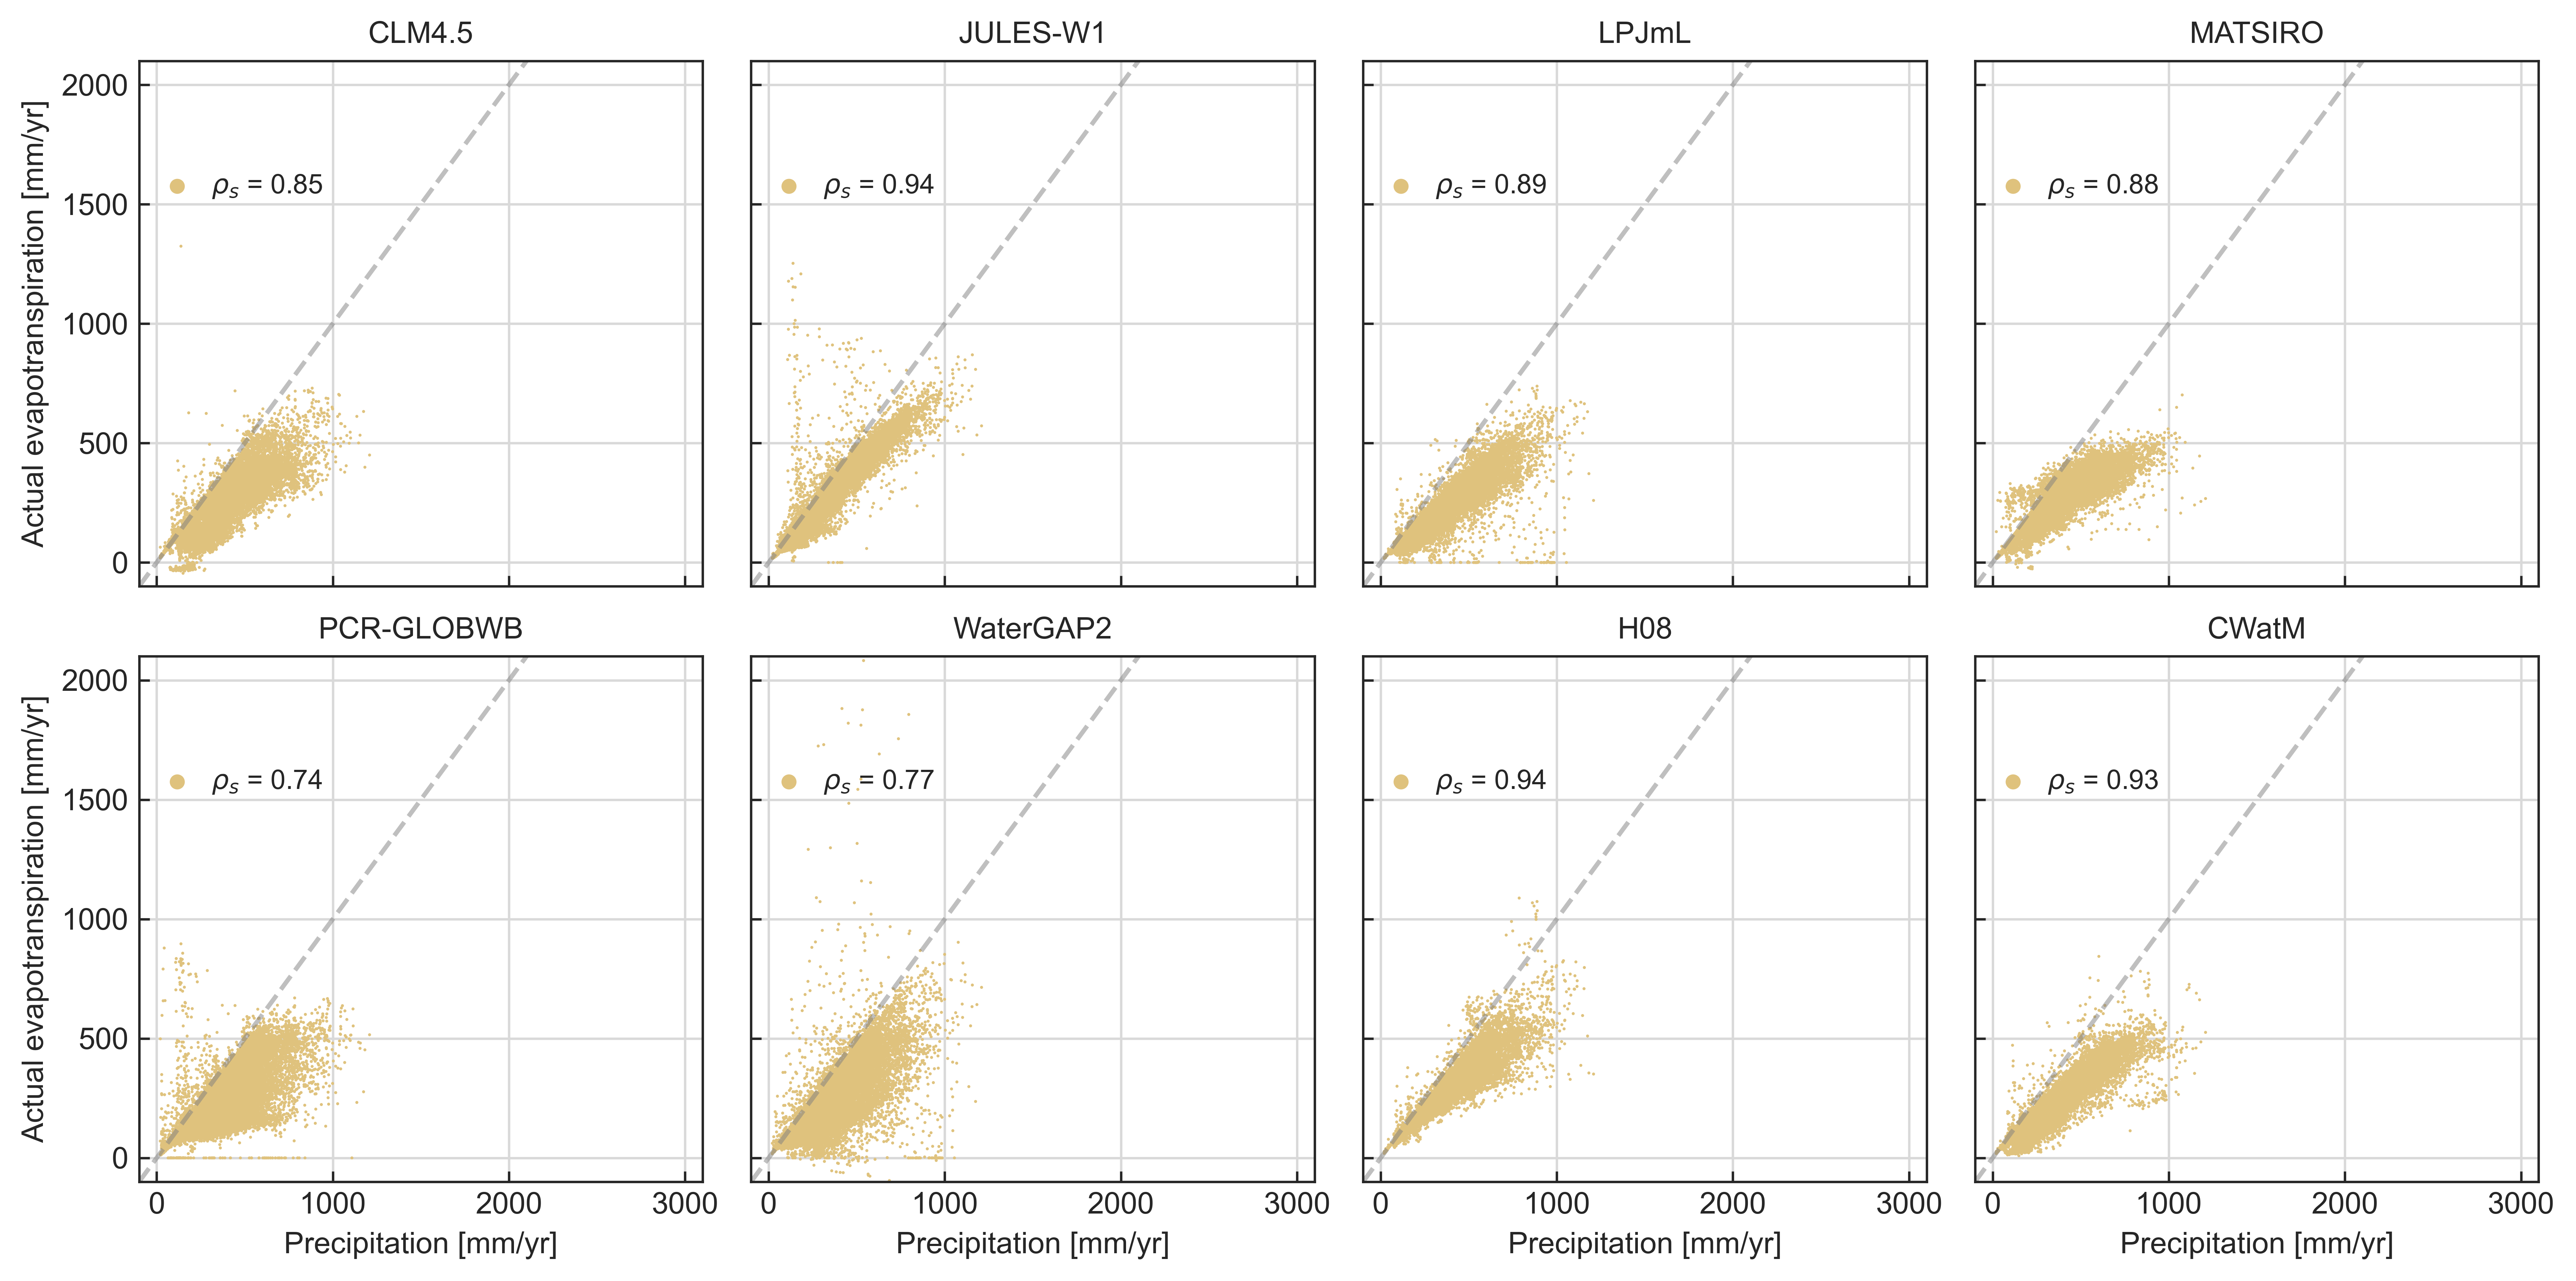 CLM4.5 JULES-W1 LPJmL MATSIRO
Actual evapotranspiration [mm/yr]
2000
1500
1000
500
0
ρs = 0.85 ρs = 0.94 ρs = 0.89 ρs = 0.88
PCR-GLOBWB WaterGAP2 H08 CWatM
Actual evapotranspiration [mm/yr]
2000
1500
1000
500
0
ρs = 0.74 ρs = 0.77 ρs = 0.94 ρs = 0.93
0 1000 2000 3000 0 1000 2000 3000 0 1000 2000 3000 0 1000 2000 3000
Precipitation [mm/yr] Precipitation [mm/yr] Precipitation [mm/yr] Precipitation [mm/yr]